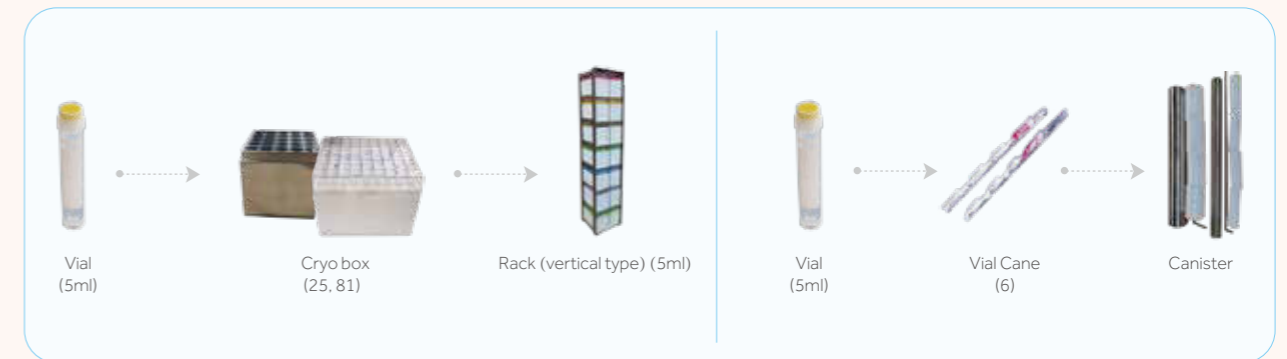 Vial
(5ml)
Cryo box
(25, 81)
Rack (vertical type) (5ml)
Vial
(5ml)
Vial Cane
(6)
Canister